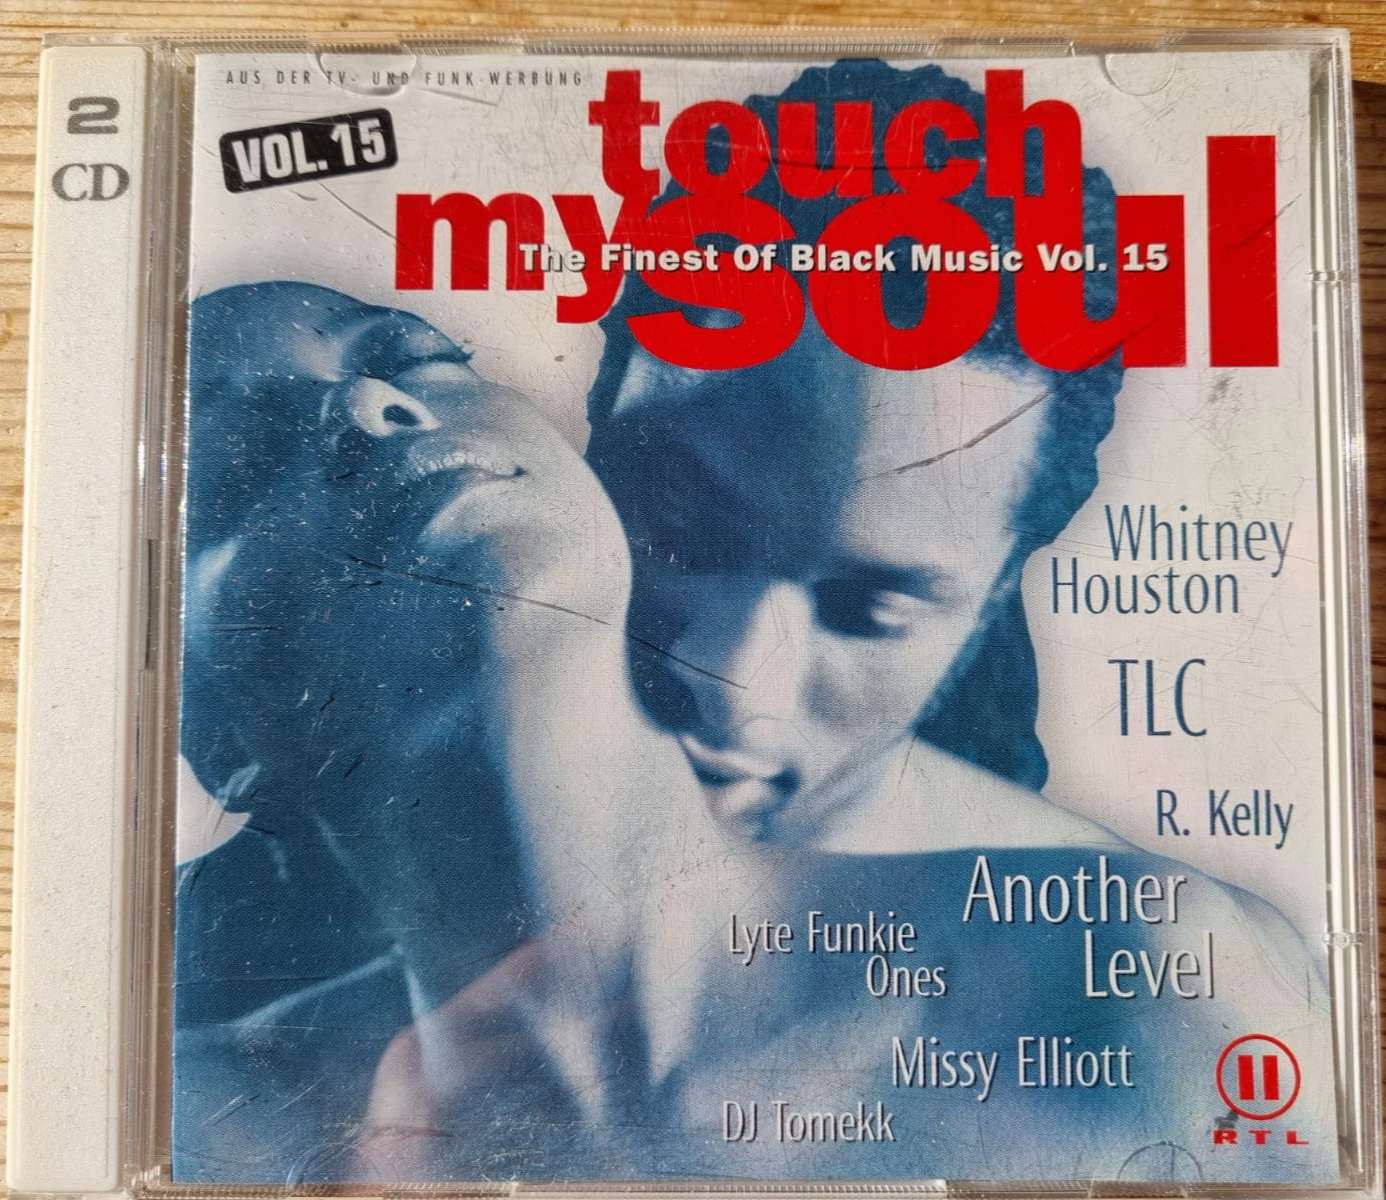 2
CD
AUS DER TV- UND FUNK-WERBUNG
VOL. 15
touch
my soul
The Finest Of Black Music Vol. 15
Whitney
Houston
TLC
R. Kelly
Another
Level
Lyte Funkie
Ones
Missy Elliott
DJ Tomekk
II
RTL